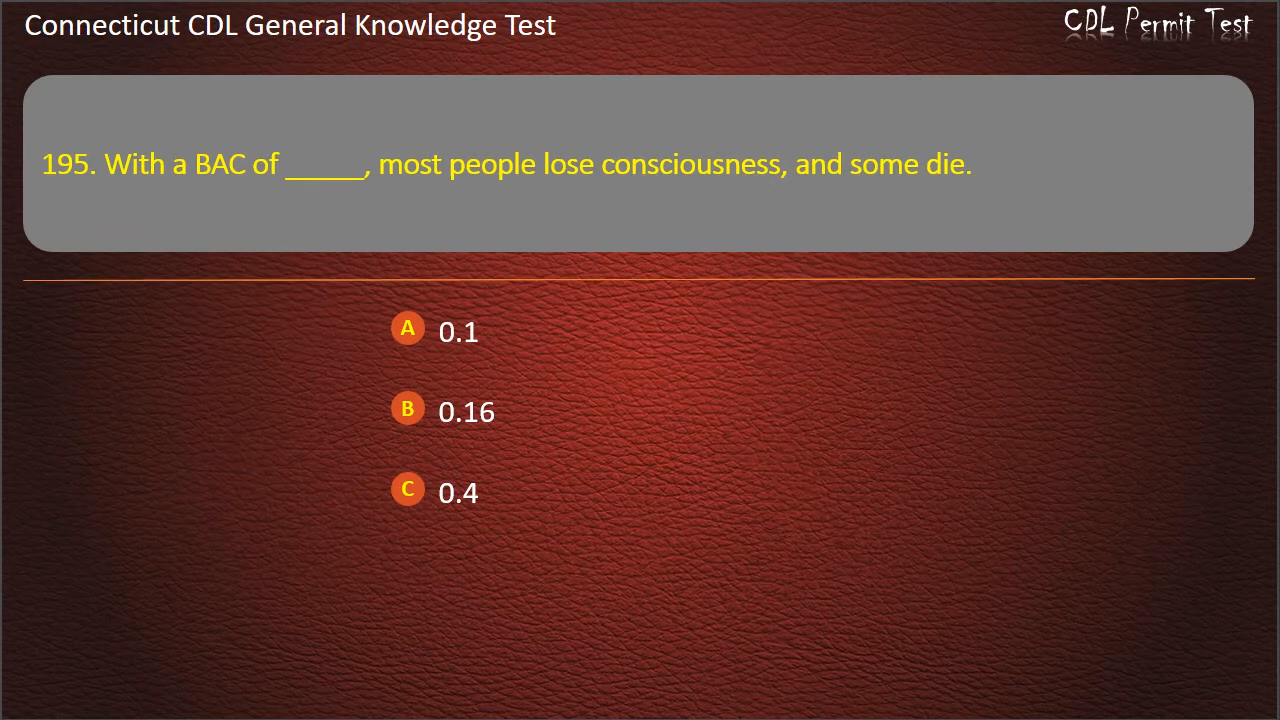 Connecticut CDL General Knowledge Test
CDL Permit Test
195. With a BAC of _____, most people lose consciousness, and some die.
A 0.1
B 0.16
C 0.4